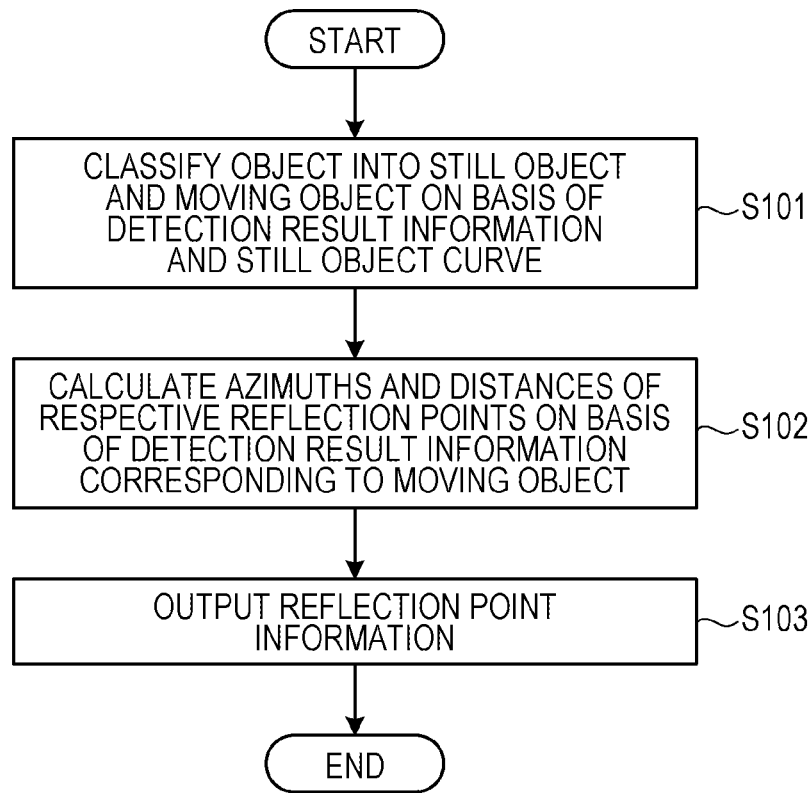 START
CLASSIFY OBJECT INTO STILL OBJECT
AND MOVING OBJECT ON BASIS OF
DETECTION RESULT INFORMATION
AND STILL OBJECT CURVE
S101
CALCULATE AZIMUTHS AND DISTANCES OF
RESPECTIVE REFLECTION POINTS ON BASIS
OF DETECTION RESULT INFORMATION
CORRESPONDING TO MOVING OBJECT
S102
OUTPUT REFLECTION POINT
INFORMATION
S103
END